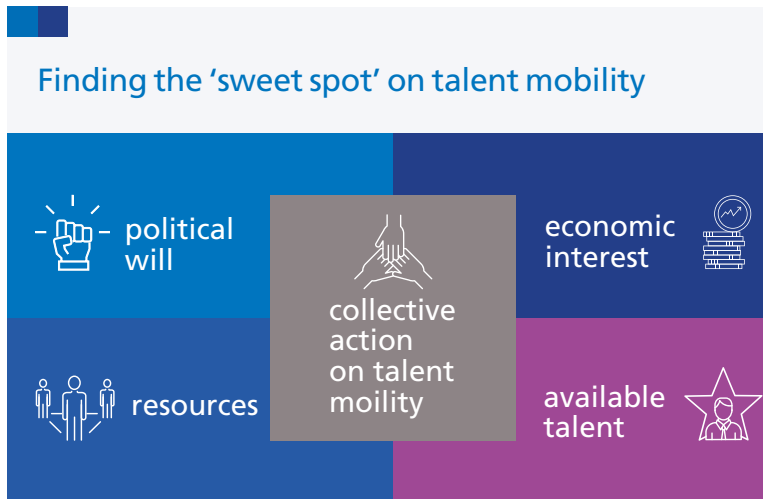 Finding the ‘sweet spot’ on talent mobility
political
will
economic
interest
collective
action
on talent
moility
resources
available
talent